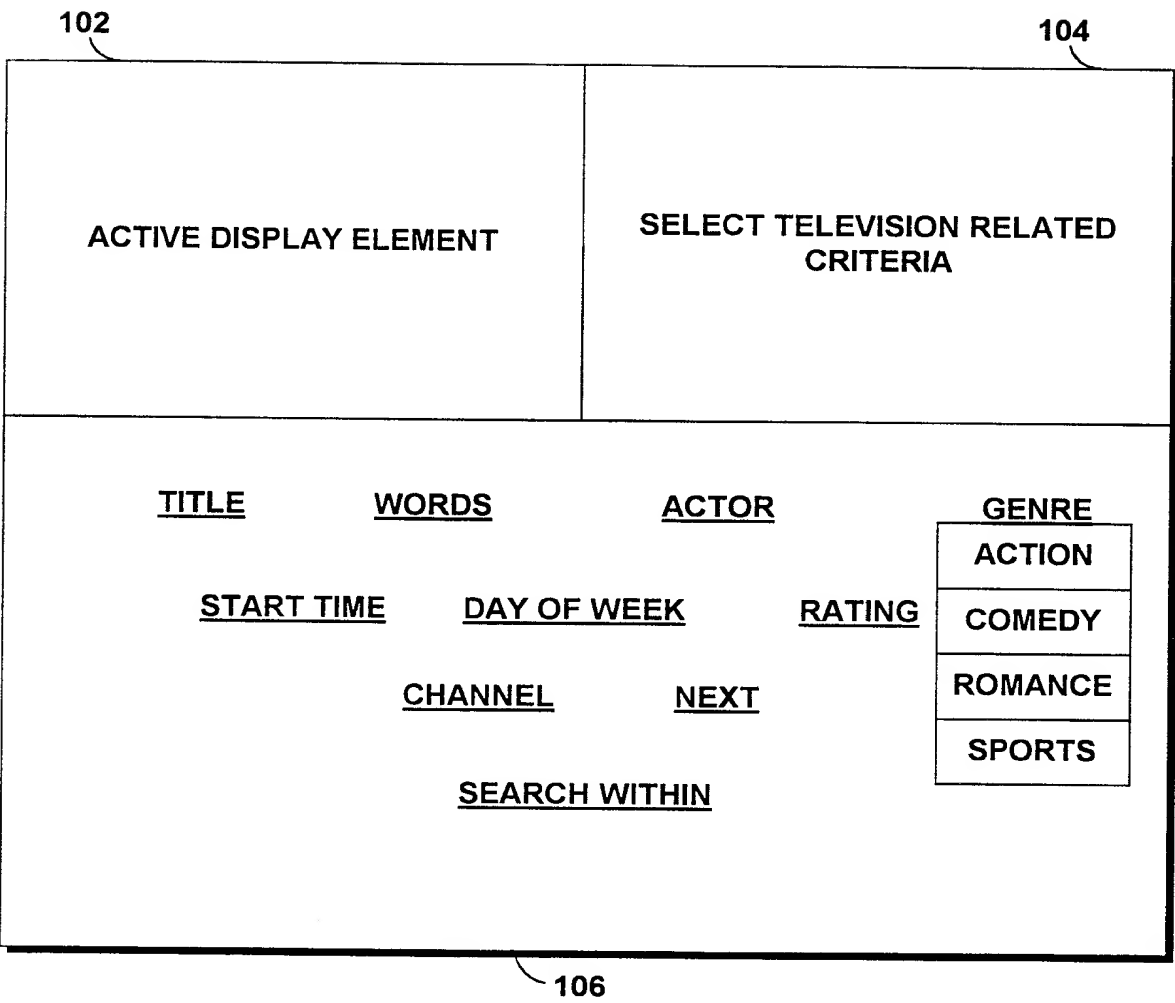 102
104
ACTIVE DISPLAY ELEMENT
SELECT TELEVISION RELATED
CRITERIA
TITLE WORDS ACTOR GENRE
ACTION
START TIME DAY OF WEEK RATING
COMEDY
ROMANCE
CHANNEL NEXT
SPORTS
SEARCH WITHIN
106